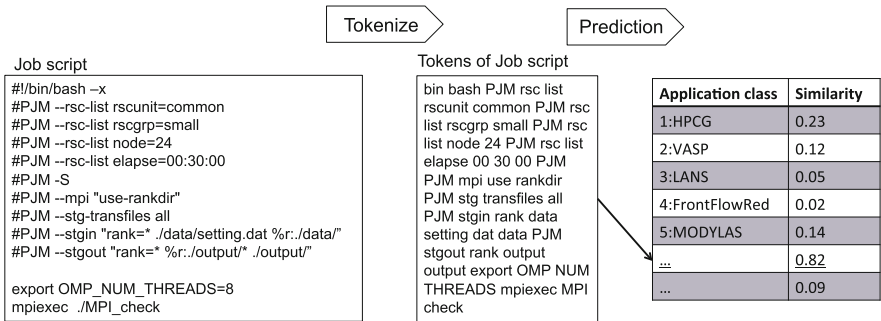 Tokenize
Prediction
Job script
#!/bin/bash –x
#PJM --rsc-list rscunit=common
#PJM --rsc-list rscgrp=small
#PJM --rsc-list node=24
#PJM --rsc-list elapse=00:30:00
#PJM -S
#PJM --mpi "use-rankdir"
#PJM --stg-transfiles all
#PJM --stgin "rank=* ./data/setting.dat %r:./data/”
#PJM --stgout "rank=* %r:./output/* ./output/”
export OMP_NUM_THREADS=8
mpiexec ./MPI_check
Tokens of Job script
bin bash PJM rsc list
rscunit common PJM rsc
list rscgrp small PJM rsc
list node 24 PJM rsc list
elapse 00 30 00 PJM
PJM mpi use rankdir
PJM stg transfiles all
PJM stgin rank data
setting dat data PJM
stgout rank output
output export OMP NUM
THREADS mpiexec MPI
check
Application class Similarity
1:HPCG 0.23
2:VASP 0.12
3:LANS 0.05
4:FrontFlowRed 0.02
5:MODYLAS 0.14
... 0.82
... 0.09